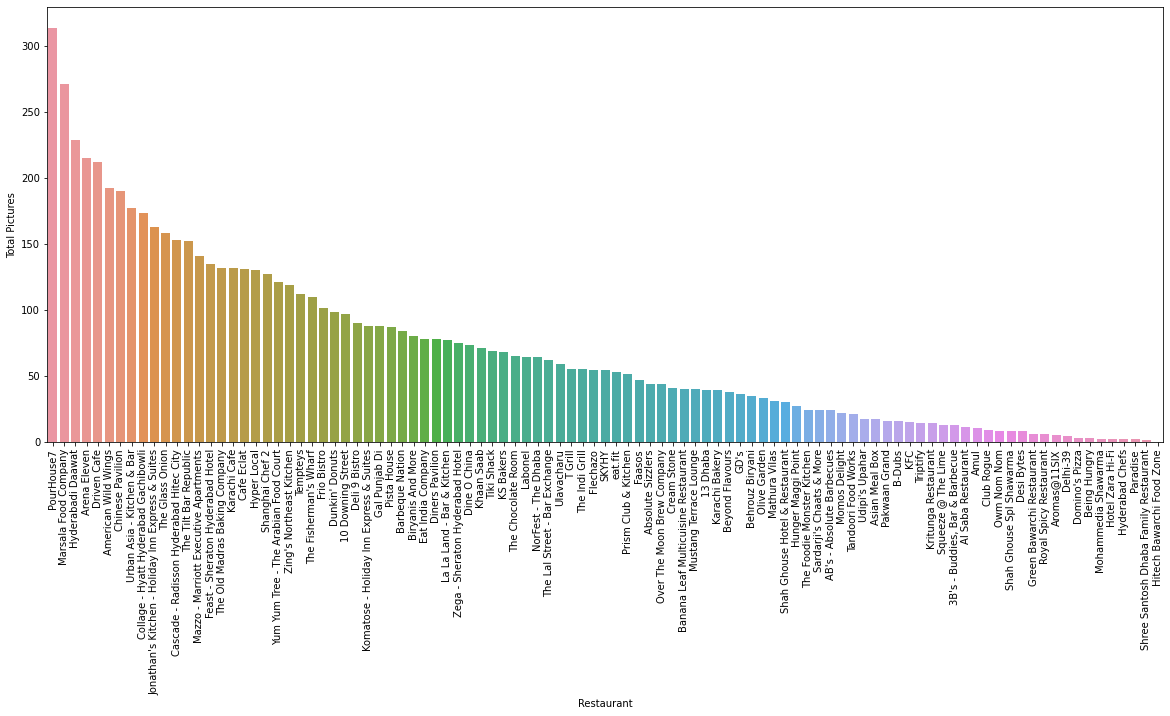 Total Pictures
300
250
200
150
100
50
0
PourHouse7
Marsala Food Company
Hyderabadi Daawat
Arena Eleven
Driven Cafe
American Wild Wings
Chinese Pavilion
Urban Asia - Kitchen & Bar
Collage - Hyatt Hyderabad Gachibowli
Jonathan's Kitchen - Holiday Inn Express & Suites
The Glass Onion
Cascade - Radisson Hyderabad Hitec City
The Tilt Bar Republic
Mazzo - Marriott Executive Apartments
Feast - Sheraton Hyderabad Hotel
The Old Madras Baking Company
Karachi Cafe
Cafe Eclat
Hyper Local
Shanghai Chef 2
Yum Yum Tree - The Arabian Food Court
Zing's Northeast Kitchen
Tempteys
The Fisherman's Wharf
Frio Bistro
Dunkin' Donuts
10 Downing Street
Deli 9 Bistro
Komatose - Holiday Inn Express & Suites
Gal Punjab Di
Pista House
Barbeque Nation
Biryanis And More
Eat India Company
Diners Pavilion
La La Land - Bar & Kitchen
Zega - Sheraton Hyderabad Hotel
Dine O China
Khaan Saab
Tiki Shack
KS Bakers
The Chocolate Room
Labonel
NorFest - The Dhaba
The Lal Street - Bar Exchange
Ulavacharu
T Grill
The Indi Grill
Flechazo
SKYHY
eat.fit
Prism Club & Kitchen
Faasos
Absolute Sizzlers
Over The Moon Brew Company
Cream Stone
Banana Leaf Multicuisine Restaurant
Mustang Terrace Lounge
13 Dhaba
Karachi Bakery
Beyond Flavours
GD's
Behrouz Biryani
Olive Garden
Mathura Vilas
Shah Ghouse Hotel & Restaurant
Hunger Maggi Point
The Foodie Monster Kitchen
Sardarji's Chaats & More
AB's - Absolute Barbecues
Momos Delight
Tandoori Food Works
Udipi's Upahar
Asian Meal Box
Pakwaan Grand
B-Dubs
KFC
Triptify
Kritunga Restaurant
Squeeze @ The Lime
3B's - Buddies, Bar & Barbecue
Al Saba Restaurant
Amul
Club Rogue
Owm Nom Nom
Shah Ghouse Spl Shawarma
Desi Bytes
Green Bawarchi Restaurant
Royal Spicy Restaurant
Aromas@11SIX
Delhi-39
Domino's Pizza
Being Hungry
Mohammedia Shawarma
Hotel Zara Hi-Fi
Hyderabad Chefs
Paradise
Shree Santosh Dhaba Family Restaurant
Hitech Bawarchi Food Zone
Restaurant